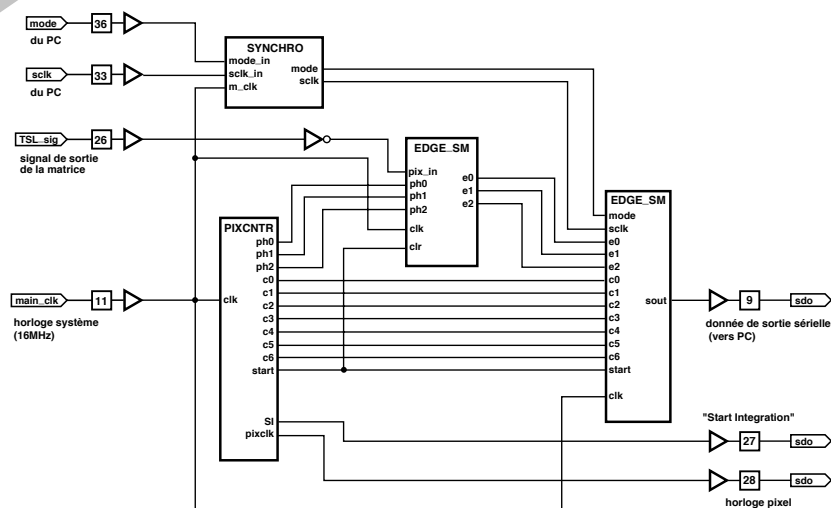 mode
36
du PC
sclk
33
du PC
SYNCHRO
mode_in
sclk_in
m_clk
mode
sclk
TSL_sig
26
signal de sortie
de la matrice
EDGE_SM
pix_in
ph0
ph1
ph2
clk
clr
e0
e1
e2
PIXCNTR
clk
ph0
ph1
ph2
c0
c1
c2
c3
c4
c5
c6
start
SI
pixclk
main_clk
11
horloge système
(16MHz)
EDGE_SM
mode
sclk
e0
e1
e2
c0
c1
c2
c3
c4
c5
c6
start
clk
sout
9
sdo
donnée de sortie sérielle
(vers PC)
"Start Integration"
27
sdo
28
sdo
horloge pixel